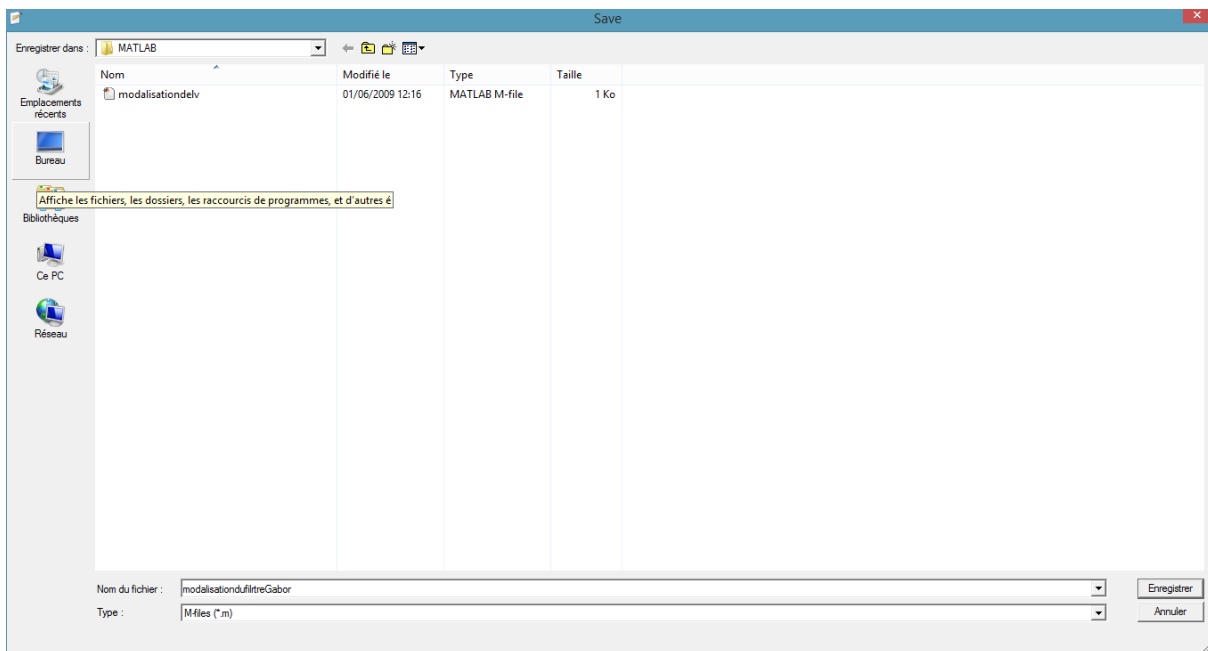 Save
Enregistrer dans : MATLAB
Nom Modifié le Type Taille
modalisationdelv 01/06/2009 12:16 MATLAB M-file 1 Ko
Emplacements
récents
Bureau
Affiche les fichiers, les dossiers, les raccourcis de programmes, et d'autres é
Bibliothèques
Ce PC
Réseau
Nom du fichier : modalisationdufilrtreGabor Enregistrer
Type : M-files (*.m) Annuler